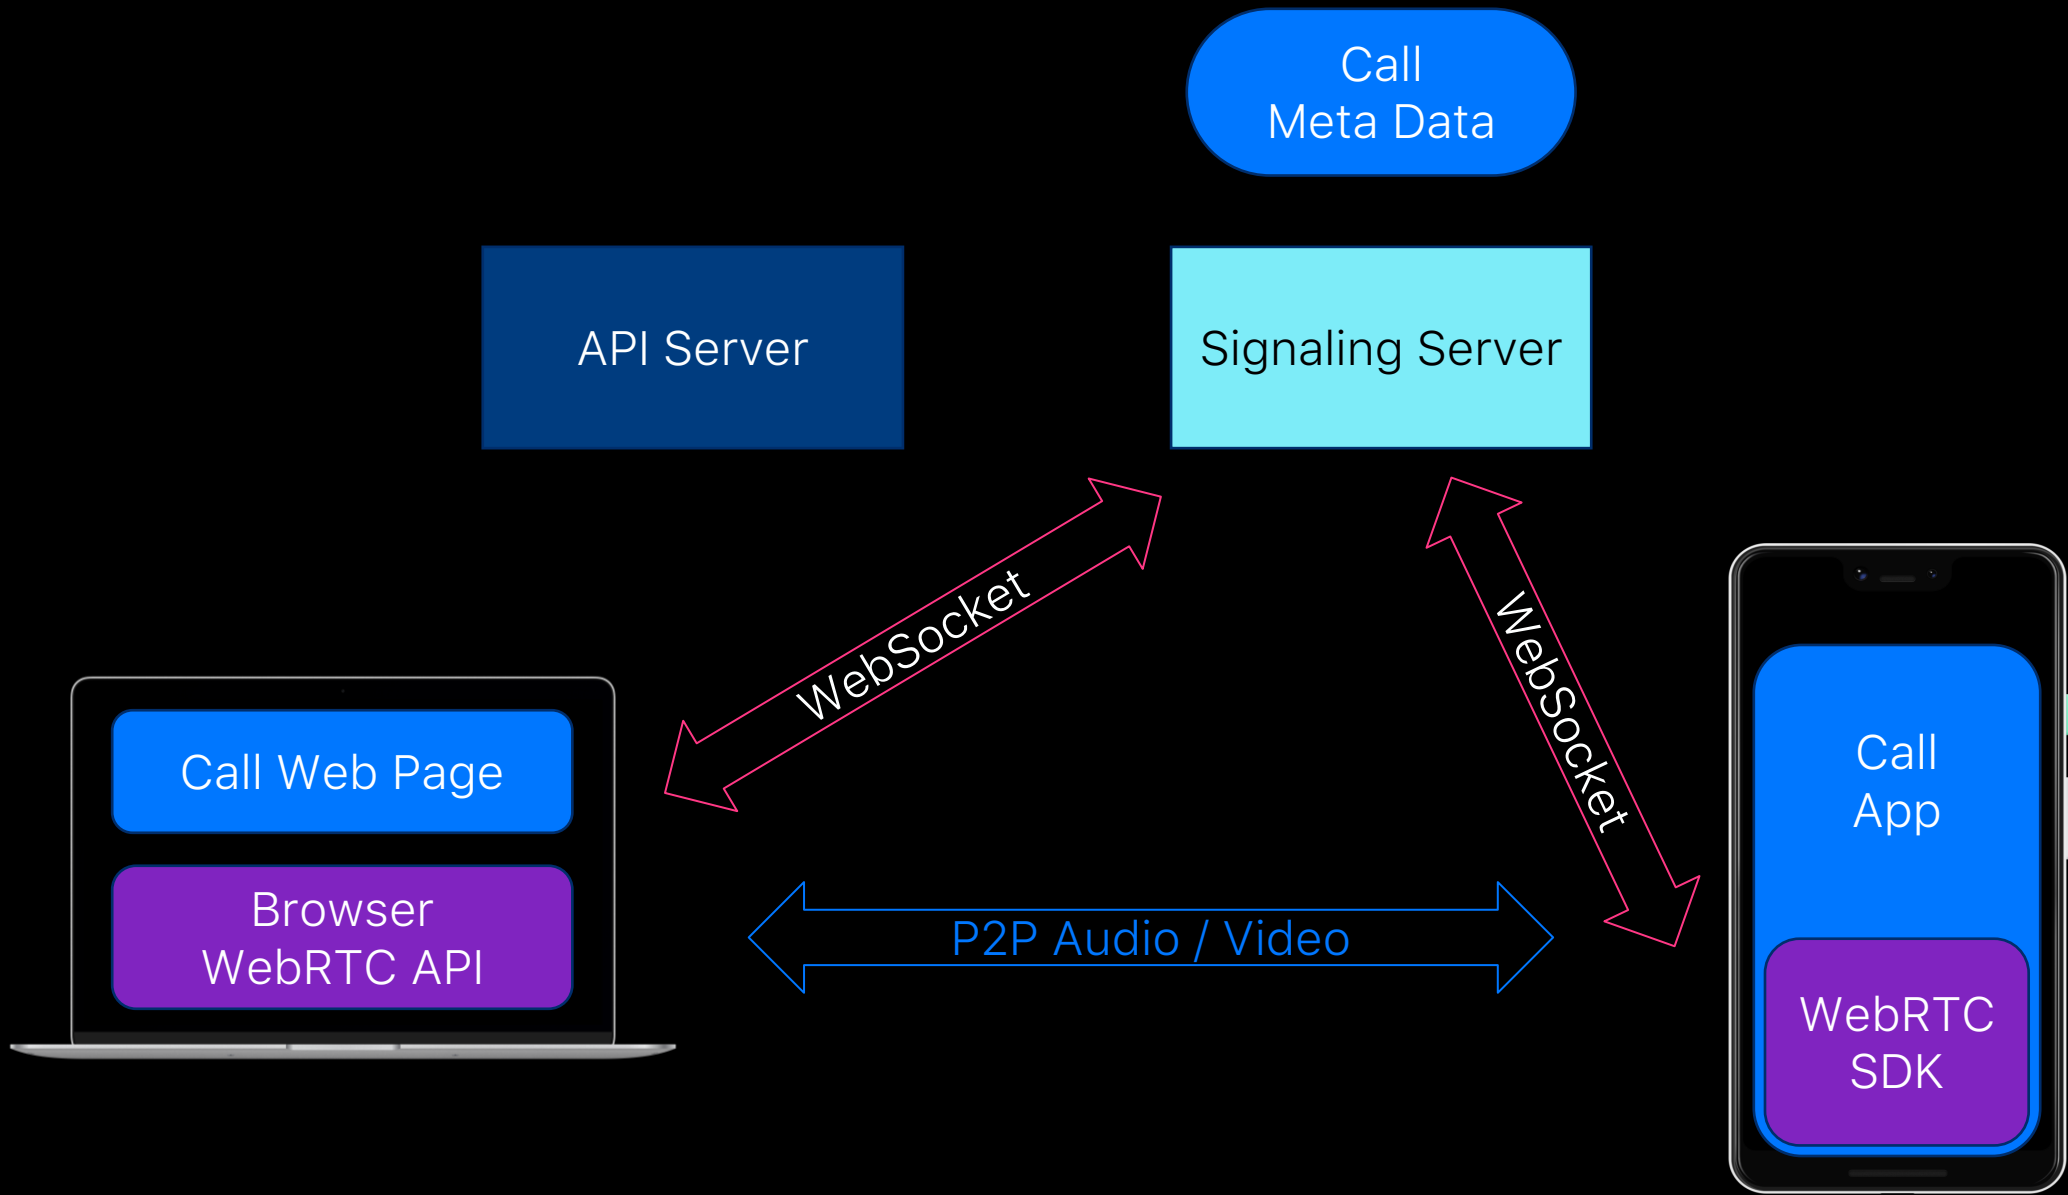 Call
Meta Data
API Server
Signaling Server
WebSocket
WebSocket
Call Web Page
Browser
WebRTC API
P2P Audio / Video
Call
App
WebRTC
SDK